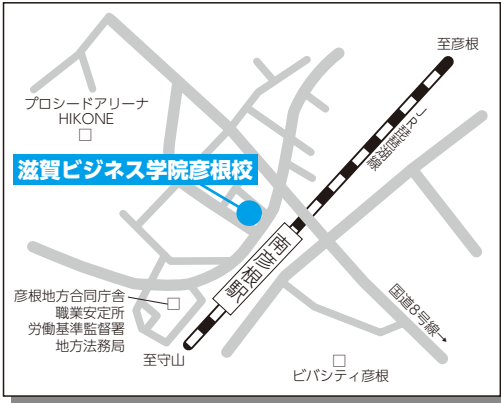 至彦根
プロシードアリーナ
HIKONE
JR琵琶湖線
滋賀ビジネス学院彦根校
南彦根駅
彦根地方合同庁舎
職業安定所
労働基準監督署
地方法務局
国道8号線
至守山
ビバシティ彦根